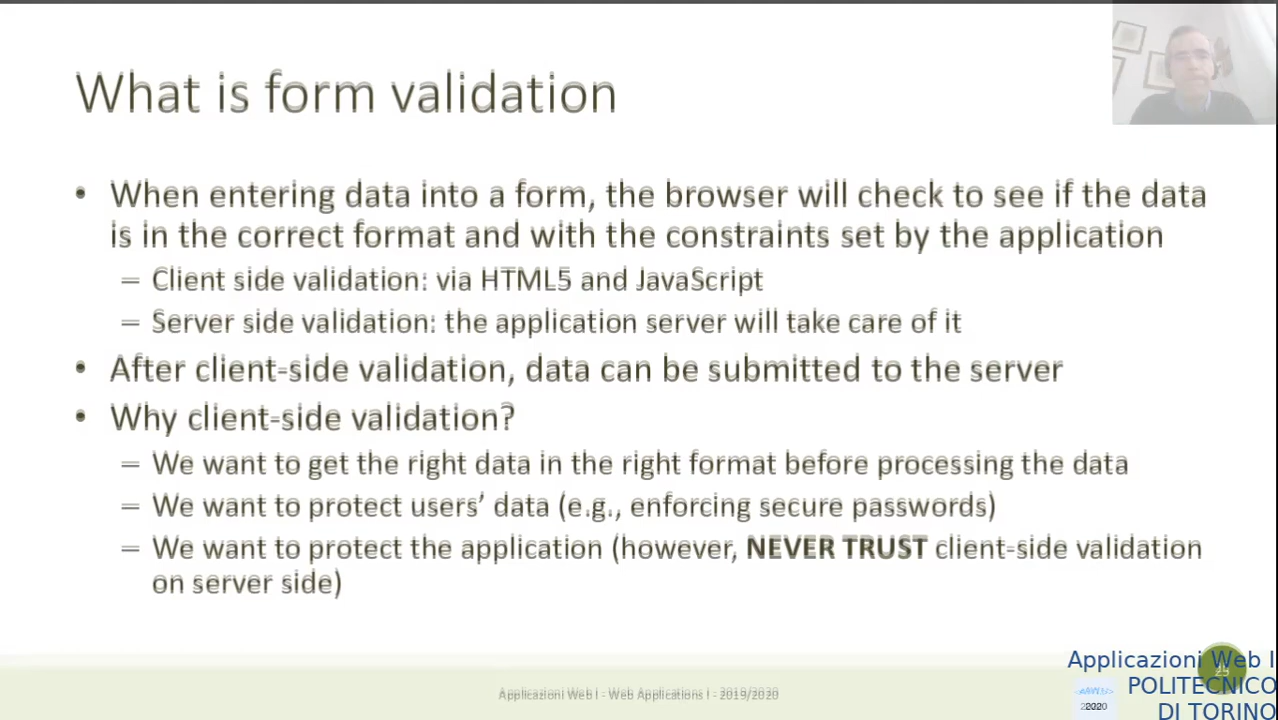 What is form validation
• When entering data into a form, the browser will check to see if the data
is in the correct format and with the constraints set by the application
– Client side validation: via HTML5 and JavaScript
– Server side validation: the application server will take care of it
• After client-side validation, data can be submitted to the server
• Why client-side validation?
– We want to get the right data in the right format before processing the data
– We want to protect users’ data (e.g., enforcing secure passwords)
– We want to protect the application (however, NEVER TRUST client-side validation
on server side)
Applicazioni Web I - Web Applications I - 2019/2020
Applicazioni Web I
POLITECNICO
2020
DI TORINO